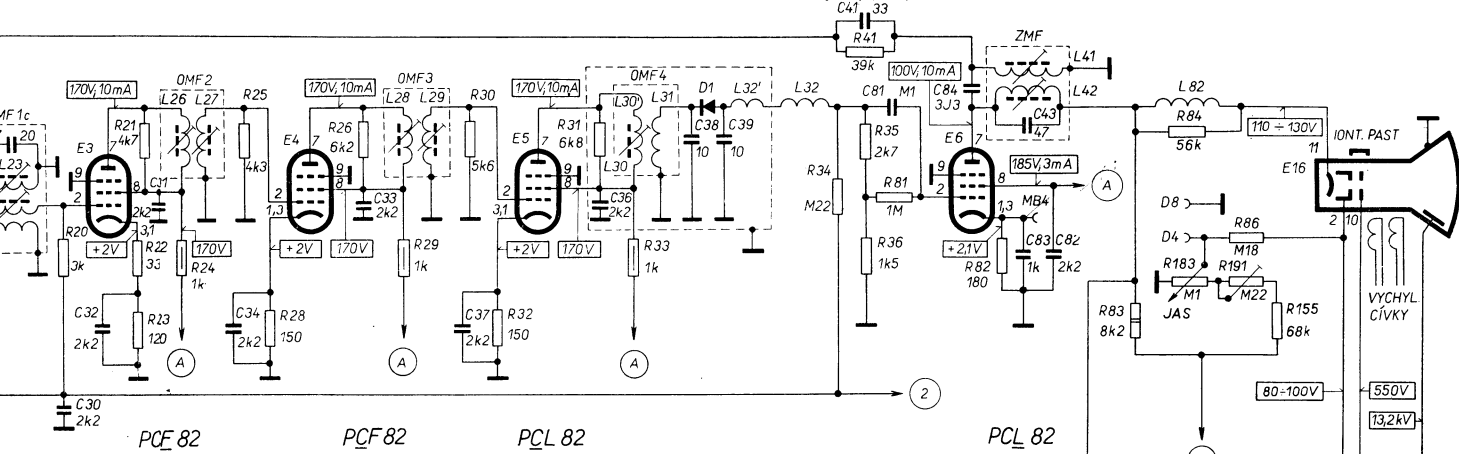 C41 33
R41
39k
ZMF
L41
L42
100V,10mA
C84
3J3
C43
47
L82
R84
56k
110 ÷ 130V
11
IONT. PAST
E16
2 10
MF1c
20
L23
170V,10mA
OMF2
L26 L27
R25
4k3
R21
4k7
E3
7
9
8
2
3,1
C31
2k2
R20
3k
+2V
R22
33
170V
R24
1k
C32
2k2
R23
120
A
C30
2k2
PCF 82
170V,10mA
OMF3
L28 L29
R30
5k6
R26
6k2
E4
7
9
8
2
1,3
C33
2k2
+2V
170V
R29
1k
C34
2k2
R28
150
A
PCF 82
170V,10mA
OMF4
L30' L31
L30
R31
6k8
E5
7
9
8
2
3,1
C36
2k2
+2V
170V
R33
1k
C37
2k2
R32
150
A
PCL 82
D1
L32'
L32
C38
10
C39
10
R34
M22
C81 M1
R35
2k7
R81
1M
R36
1k5
2
E6
7
9
8
2
1,3
185V,3mA
A
MB4
+2,1V
R82
180
C83
1k
C82
2k2
PCL 82
D8
D4
R86
M18
R183
M1
JAS
R191
M22
R155
68k
R83
8k2
VYCHYL.
CÍVKY
80÷100V
550V
13,2kV